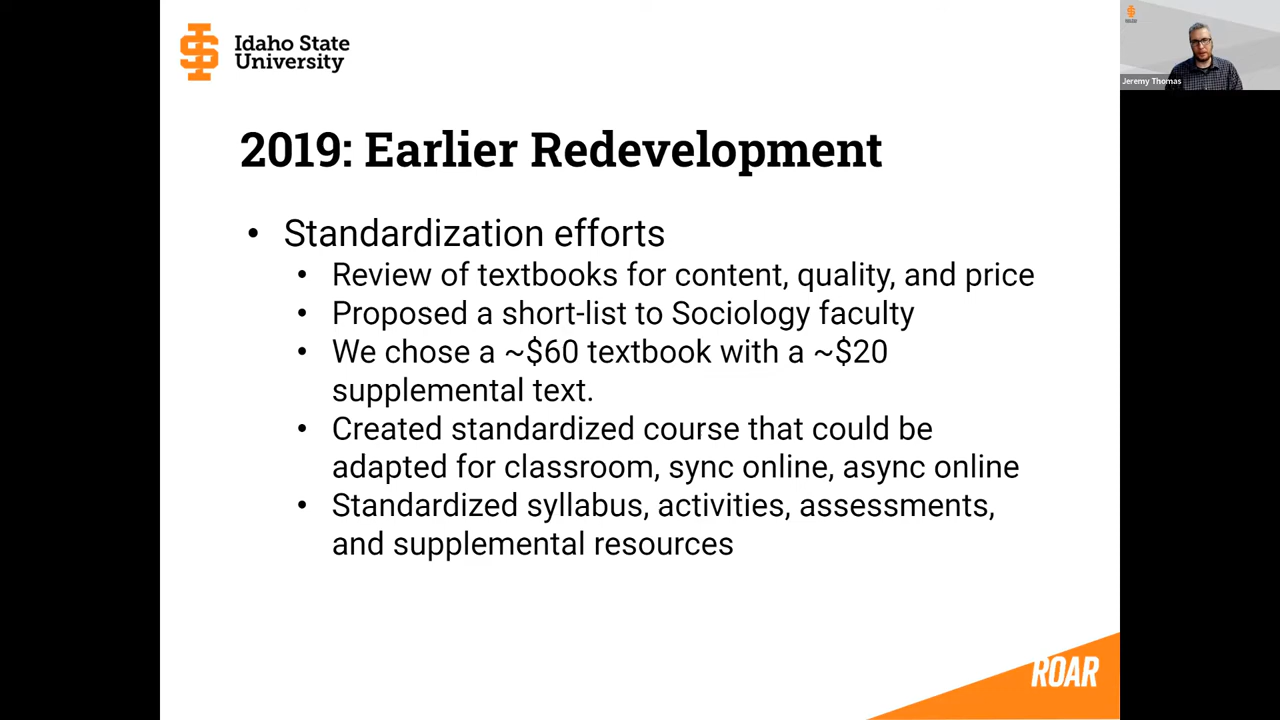 Idaho State
University
Jeremy Thomas
2019: Earlier Redevelopment
• Standardization efforts
• Review of textbooks for content, quality, and price
• Proposed a short-list to Sociology faculty
• We chose a ~$60 textbook with a ~$20
supplemental text.
• Created standardized course that could be
adapted for classroom, sync online, async online
• Standardized syllabus, activities, assessments,
and supplemental resources
ROAR